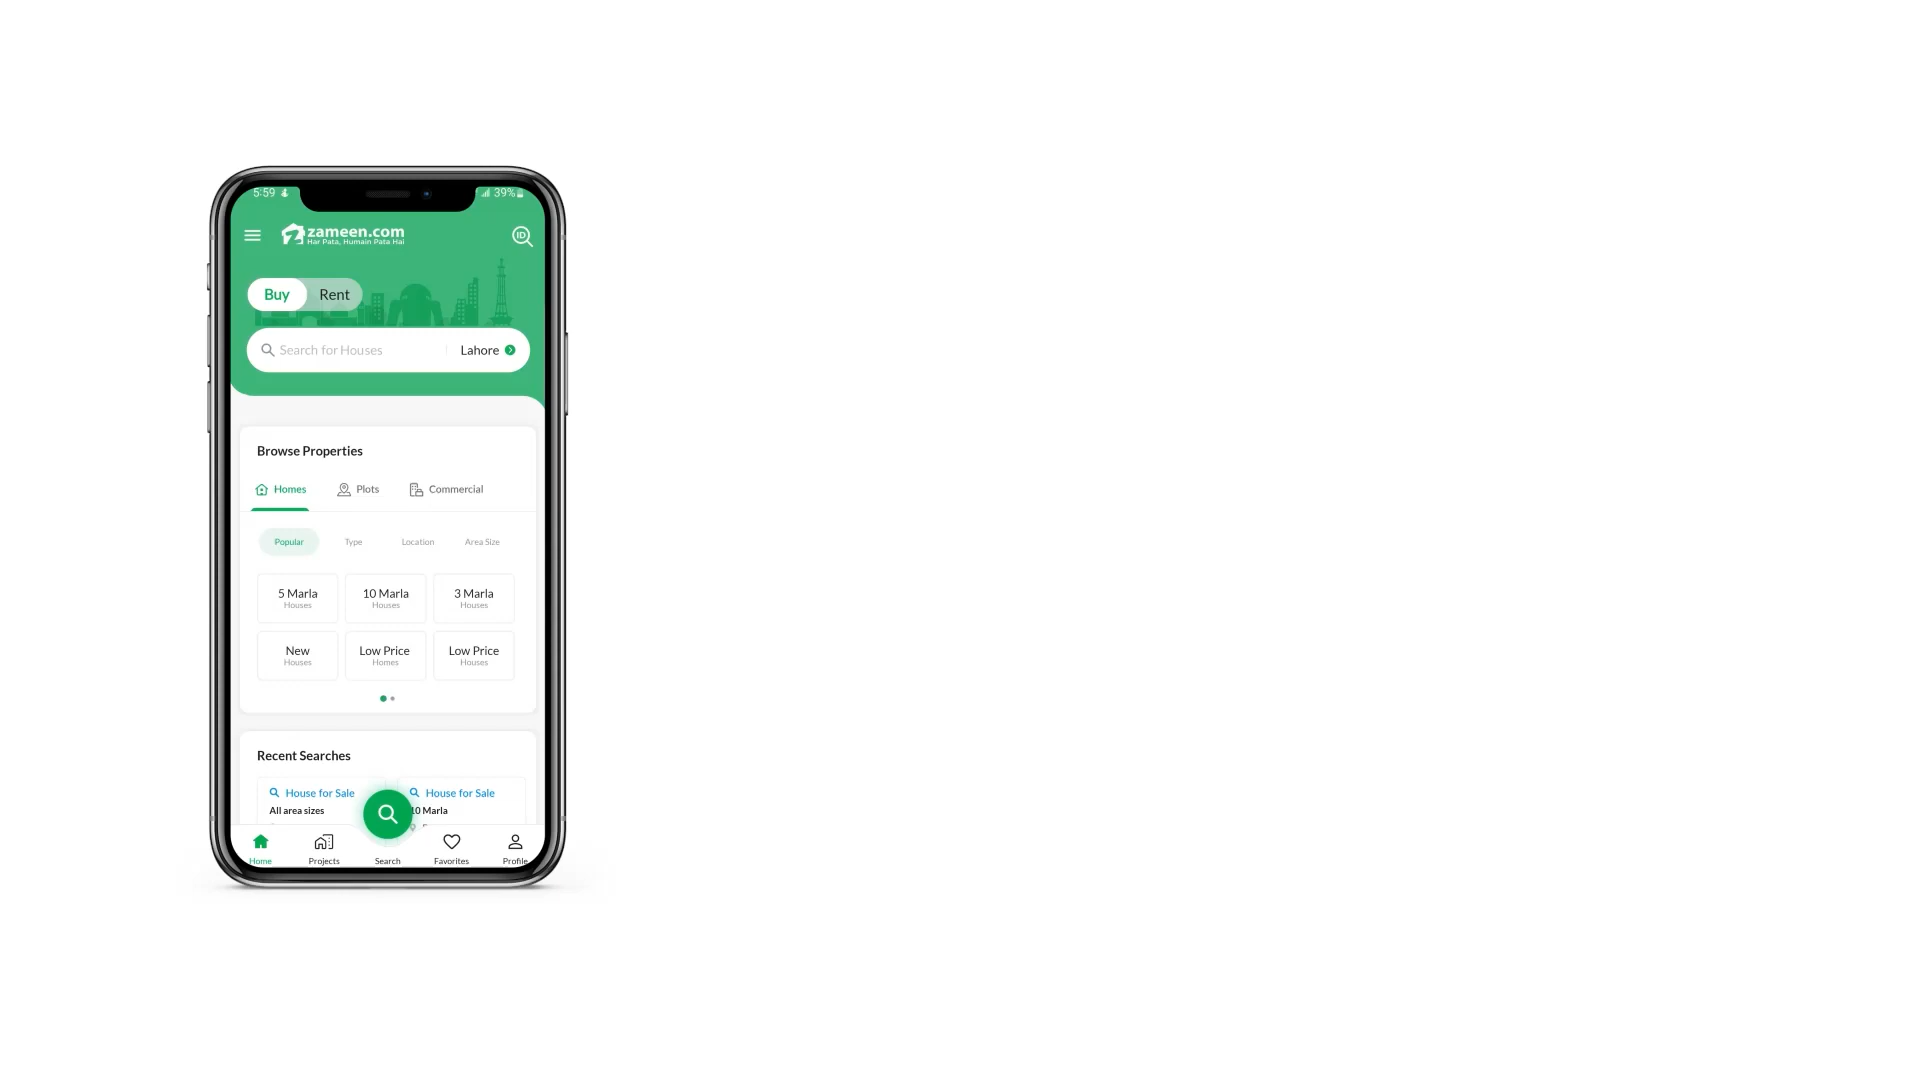 5:59
39%
zameen.com
Har Pata, Humain Pata Hai
ID
Buy
Rent
Search for Houses
Lahore
Browse Properties
Homes
Plots
Commercial
Popular
Type
Location
Area Size
5 Marla
Houses
10 Marla
Houses
3 Marla
Houses
New
Houses
Low Price
Homes
Low Price
Houses
Recent Searches
House for Sale
All area sizes
House for Sale
10 Marla
Home
Projects
Search
Favorites
Profile